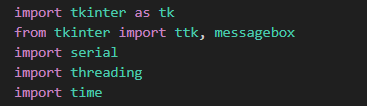 import tkinter as tk
from tkinter import ttk, messagebox
import serial
import threading
import time